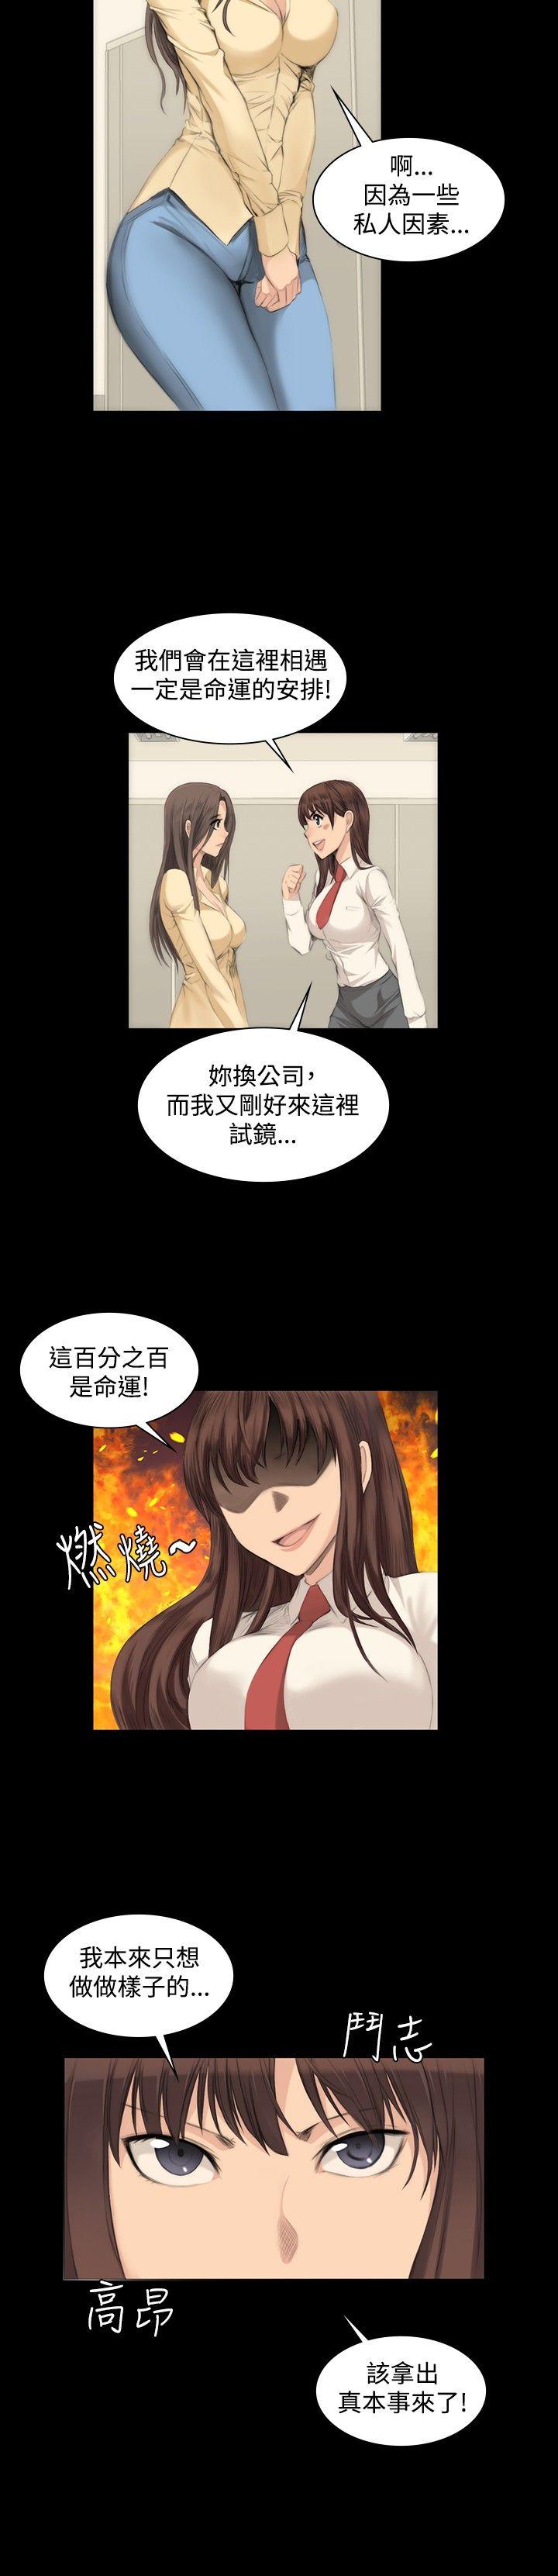 啊...
因為一些
私人因素...
我們會在這裡相遇
一定是命運的安排!
妳換公司,
而我又剛好來這裡
試鏡...
這百分之百
是命運!
燃燒~
我本來只想
做做樣子的...
鬥志
高昂
該拿出
真本事來了!